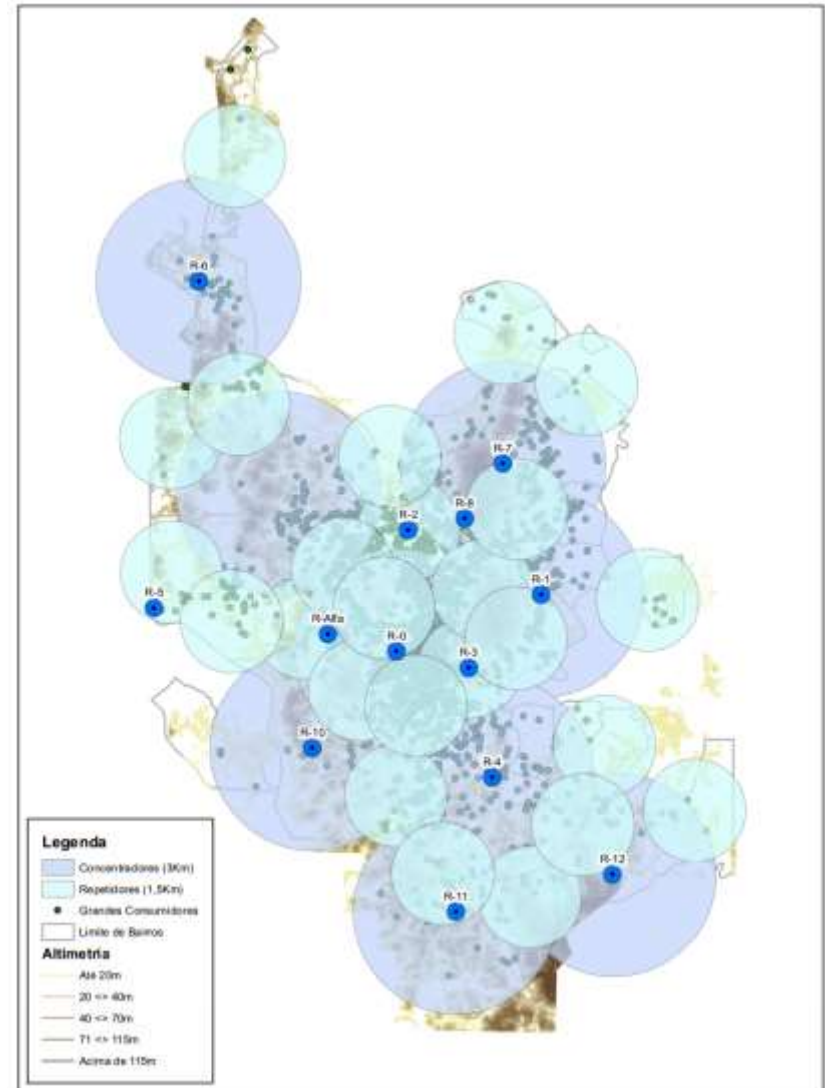 R-6
R-7
R-8
R-2
R-1
R-5
R-Alfa
R-0
R-3
R-10
R-4
R-12
R-11
Legenda
Concentradores (3Km)
Repetidores (1,5Km)
Grandes Consumidores
Limite de Bairros
Altimetria
Até 20m
20 <> 40m
40 <> 70m
71 <> 115m
Acima de 115m